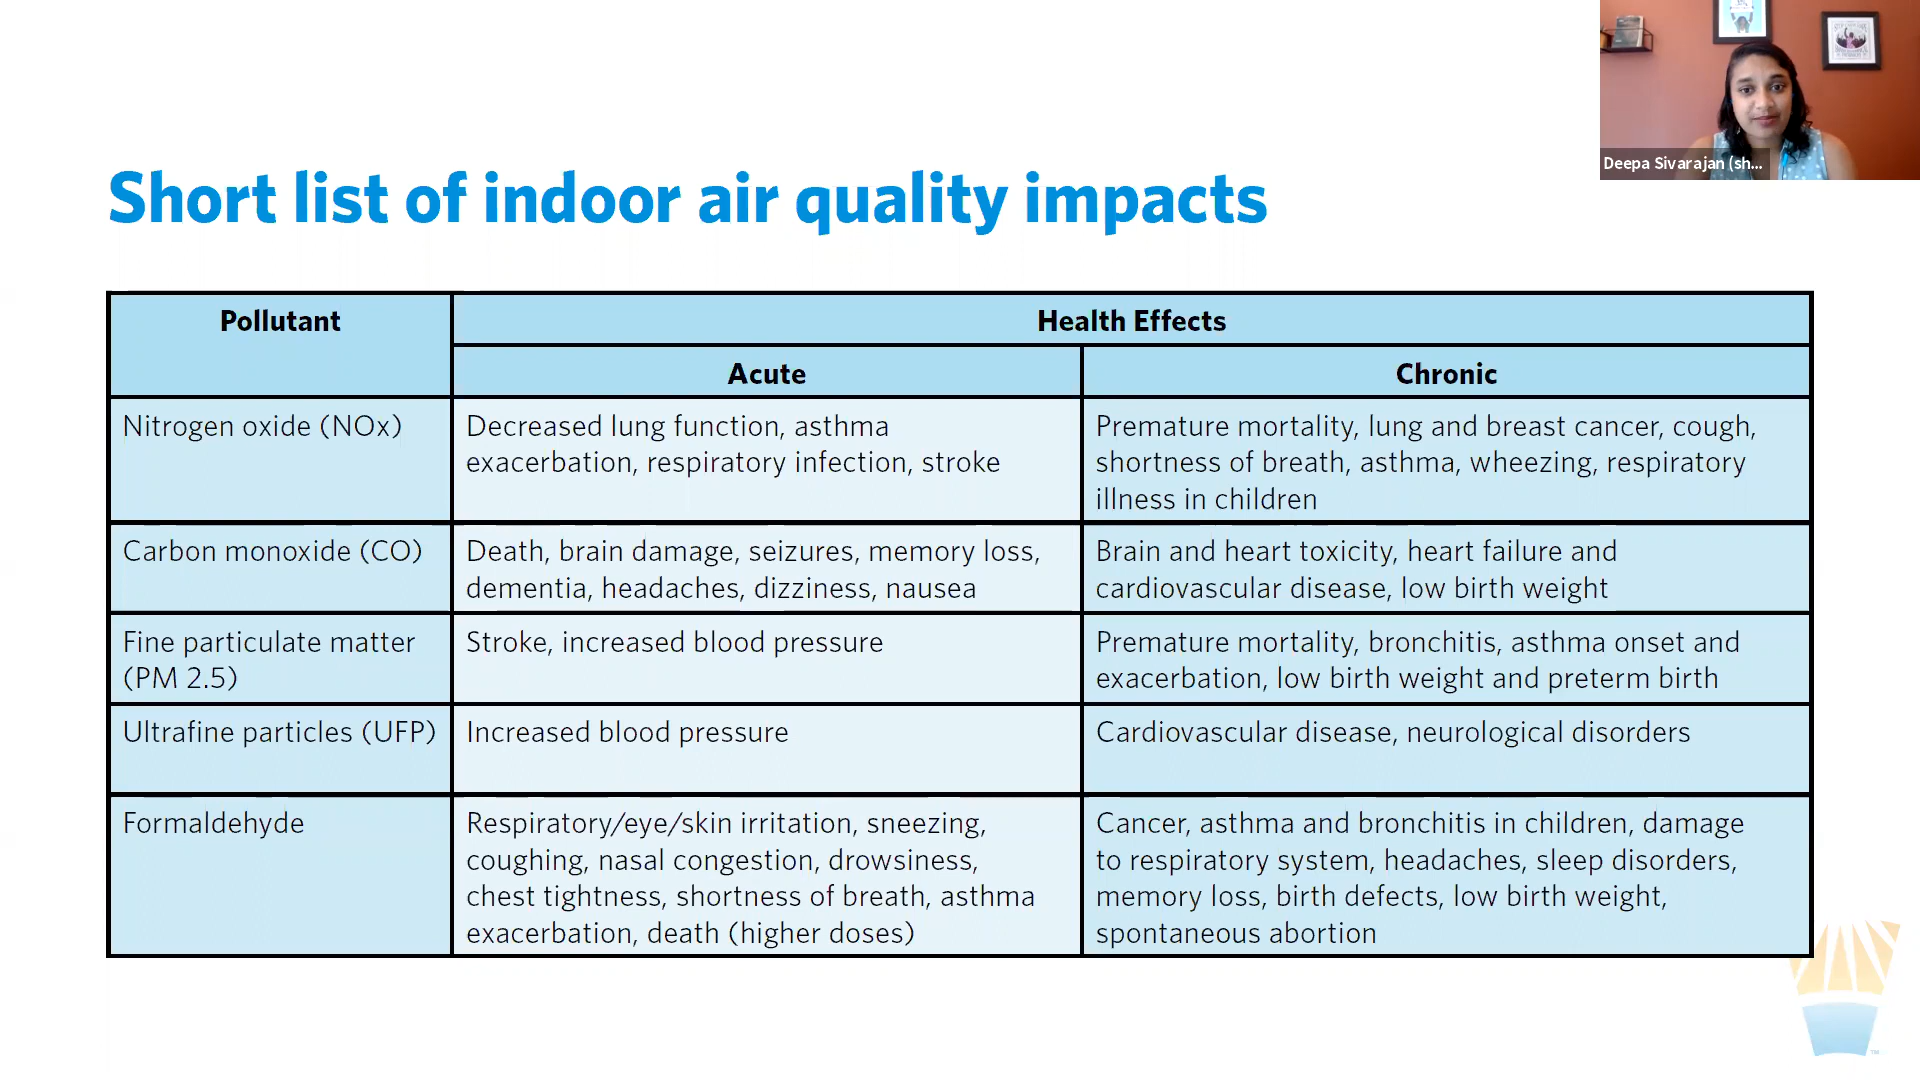 Deepa Sivarajan (sh...
Short list of indoor air quality impacts
Pollutant
Health Effects
Acute
Chronic
Nitrogen oxide (NOx)
Decreased lung function, asthma
exacerbation, respiratory infection, stroke
Premature mortality, lung and breast cancer, cough,
shortness of breath, asthma, wheezing, respiratory
illness in children
Carbon monoxide (CO)
Death, brain damage, seizures, memory loss,
dementia, headaches, dizziness, nausea
Brain and heart toxicity, heart failure and
cardiovascular disease, low birth weight
Fine particulate matter
(PM 2.5)
Stroke, increased blood pressure
Premature mortality, bronchitis, asthma onset and
exacerbation, low birth weight and preterm birth
Ultrafine particles (UFP)
Increased blood pressure
Cardiovascular disease, neurological disorders
Formaldehyde
Respiratory/eye/skin irritation, sneezing,
coughing, nasal congestion, drowsiness,
chest tightness, shortness of breath, asthma
exacerbation, death (higher doses)
Cancer, asthma and bronchitis in children, damage
to respiratory system, headaches, sleep disorders,
memory loss, birth defects, low birth weight,
spontaneous abortion
TM